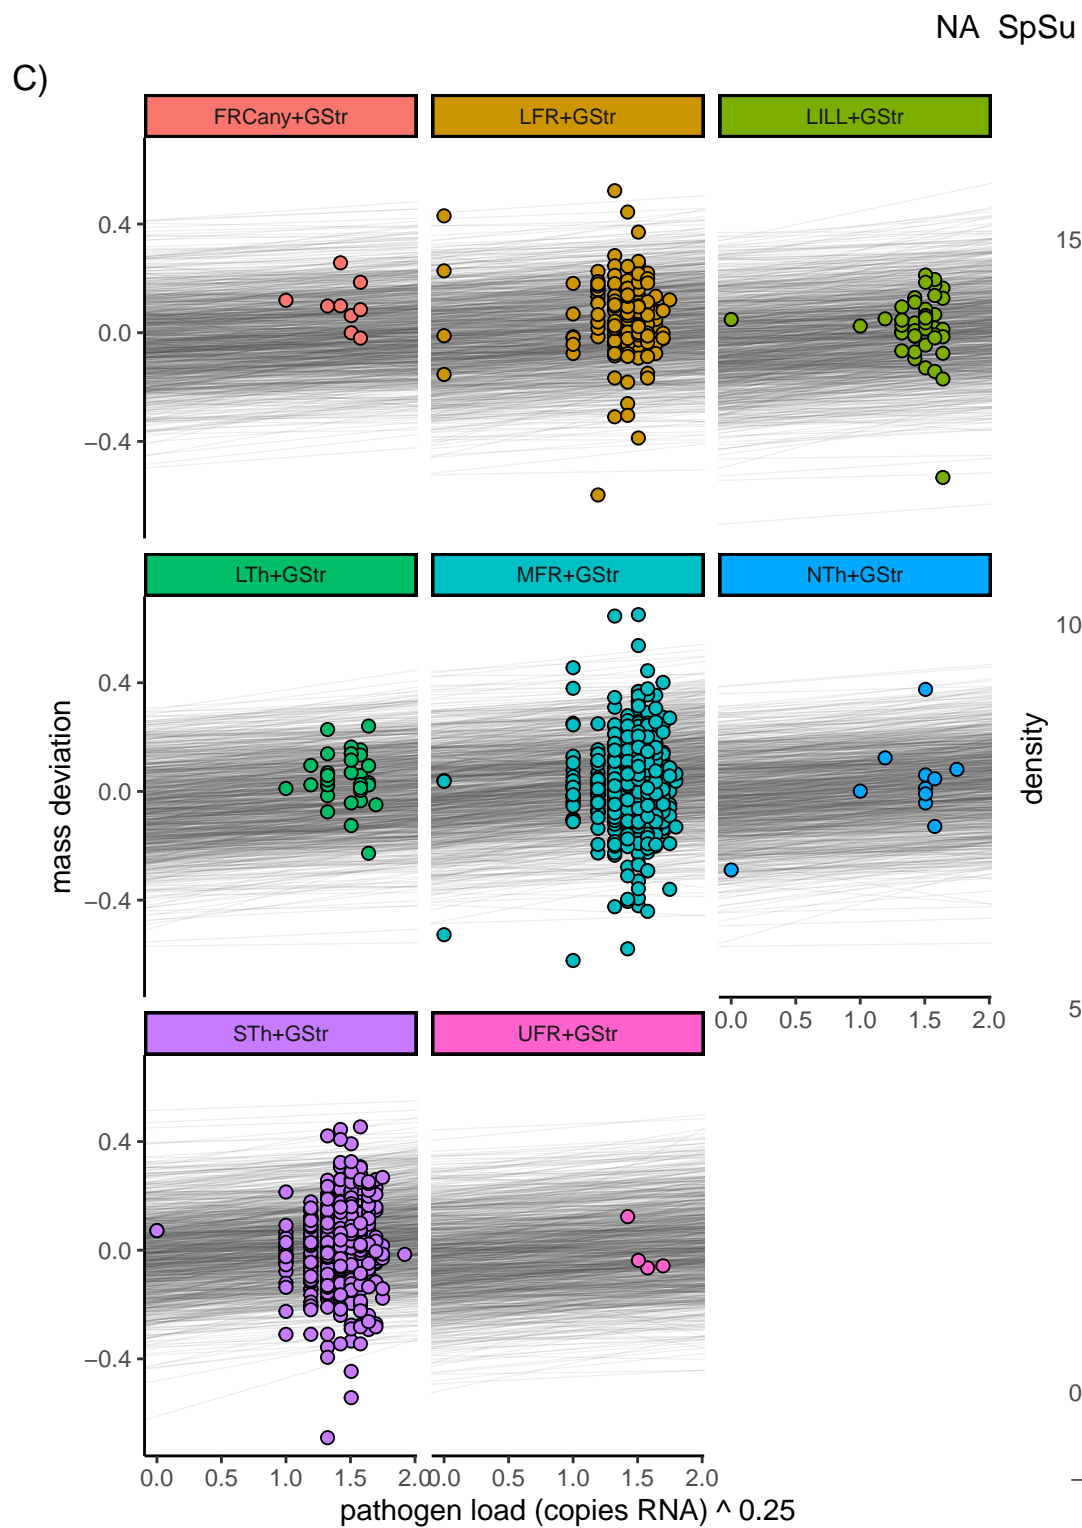 NA SpSu
C)
FRCany+GStr LFR+GStr LILL+GStr
0.4
0.0
−0.4
15
LTh+GStr MFR+GStr NTh+GStr
0.4
0.0
−0.4
10
mass deviation
density
0.0 0.5 1.0 1.5 2.0
5
STh+GStr UFR+GStr
0.4
0.0
−0.4
0
−
0.0 0.5 1.0 1.5 2.0 0.0 0.5 1.0 1.5 2.0
pathogen load (copies RNA) ^ 0.25